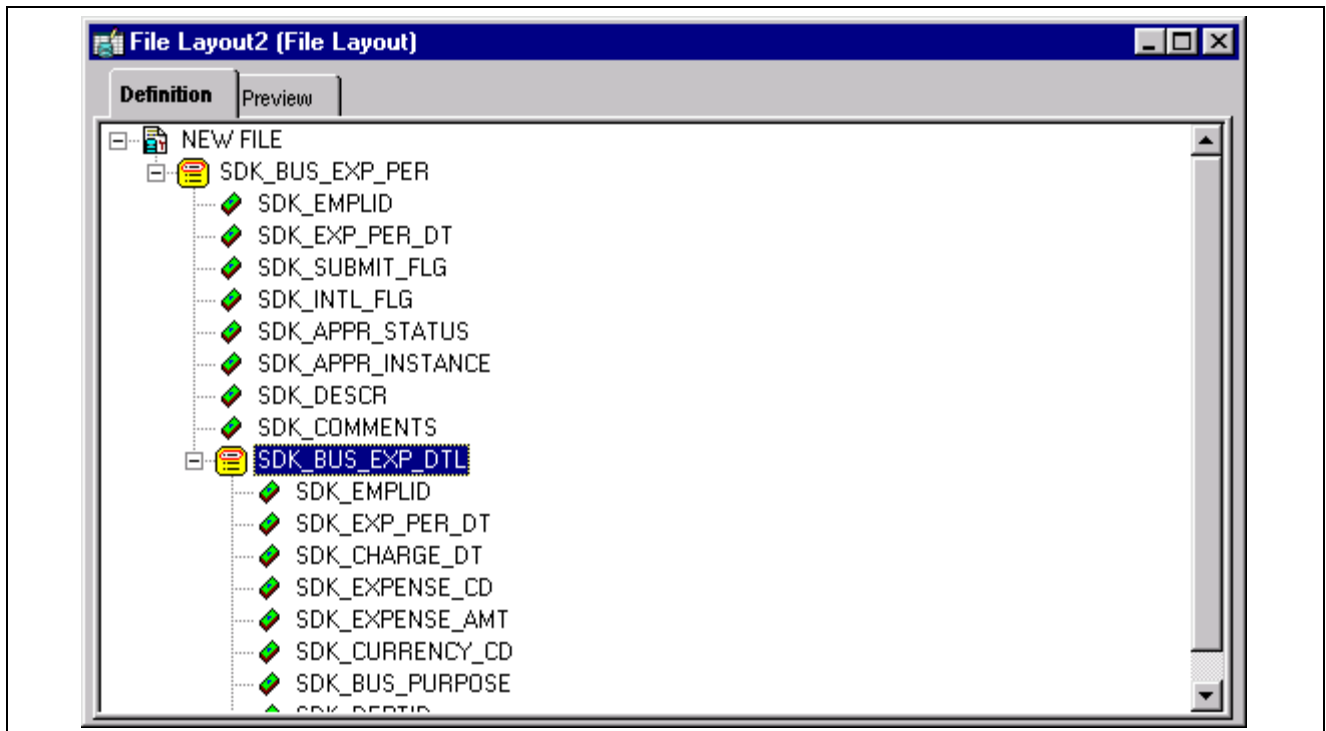 File Layout2 (File Layout)
Definition
Preview
NEW FILE
SDK_BUS_EXP_PER
SDK_EMPLID
SDK_EXP_PER_DT
SDK_SUBMIT_FLG
SDK_INTL_FLG
SDK_APPR_STATUS
SDK_APPR_INSTANCE
SDK_DESCR
SDK_COMMENTS
SDK_BUS_EXP_DTL
SDK_EMPLID
SDK_EXP_PER_DT
SDK_CHARGE_DT
SDK_EXPENSE_CD
SDK_EXPENSE_AMT
SDK_CURRENCY_CD
SDK_BUS_PURPOSE